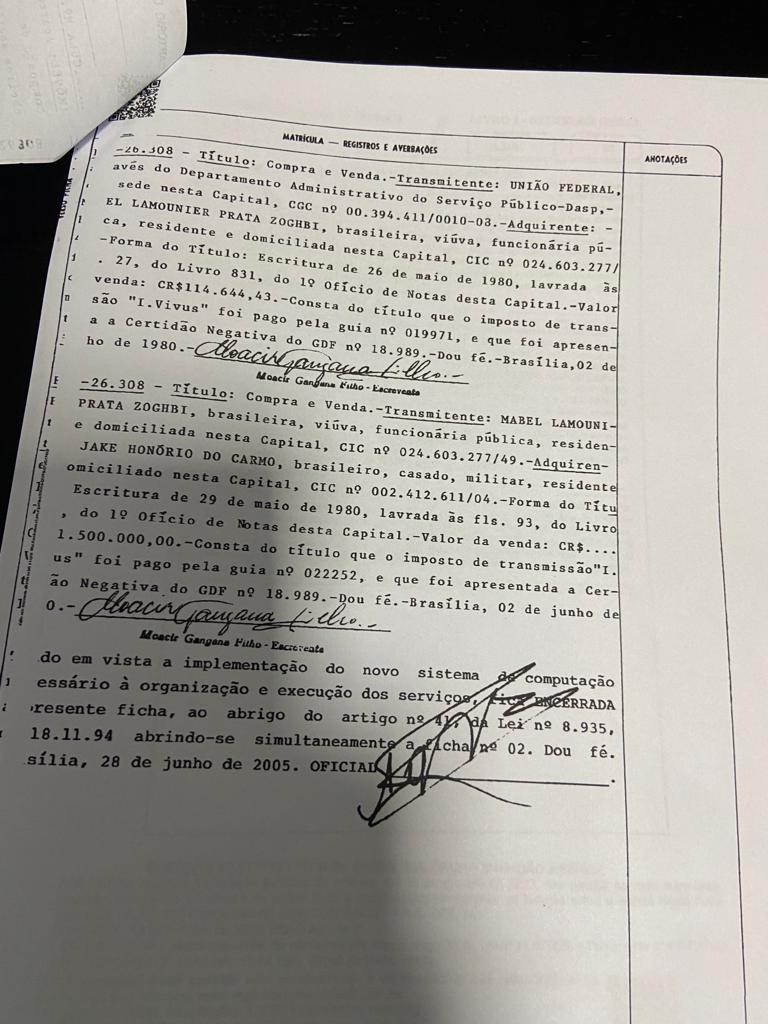 MATRÍCULA — REGISTROS E AVERBAÇÕES
ANOTAÇÕES
-26.308 - Título: Compra e Venda.-Transmitente: UNIÃO FEDERAL,
avés do Departamento Administrativo do Serviço Público-Dasp,-
sede nesta Capital, CGC nº 00.394.411/0010-03.-Adquirente: -
EL LAMOUNIER PRATA ZOGHBI, brasileira, viúva, funcionária pú-
ca, residente e domiciliada nesta Capital, CIC nº 024.603.277/
-Forma do Título: Escritura de 26 de maio de 1980, lavrada às
. 27, do Livro 831, do 1º Ofício de Notas desta Capital.-Valor
venda: CR$114.644,43.-Consta do título que o imposto de trans-
são "I.Vivus" foi pago pela guia nº 019971, e que foi apresen-
a a Certidão Negativa do GDF nº 18.989.-Dou fé.-Brasília,02 de
ho de 1980.- Moacir Gangana Filho.-
Moacir Gangana Filho - Escrevente
-26.308 - Título: Compra e Venda.-Transmitente: MABEL LAMOUNI-
PRATA ZOGHBI, brasileira, viúva, funcionária pública, residen-
e domiciliada nesta Capital, CIC nº 024.603.277/49.-Adquiren-
JAKE HONÓRIO DO CARMO, brasileiro, casado, militar, residente
omiciliado nesta Capital, CIC nº 002.412.611/04.-Forma do Títu
Escritura de 29 de maio de 1980, lavrada às fls. 93, do Livro
, do 1º Ofício de Notas desta Capital.-Valor da venda: CR$....
1.500.000,00.-Consta do título que o imposto de transmissão"I.
us" foi pago pela guia nº 022252, e que foi apresentada a Cer-
ão Negativa do GDF nº 18.989.-Dou fé.-Brasília, 02 de junho de
0.- Moacir Gangana Filho.-
Moacir Gangana Filho - Escrevente
do em vista a implementação do novo sistema de computação
essário à organização e execução dos serviços, fica ENCERRADA
resente ficha, ao abrigo do artigo nº 41, da Lei nº 8.935,
18.11.94 abrindo-se simultaneamente a ficha nº 02. Dou fé.
sília, 28 de junho de 2005. OFICIAL